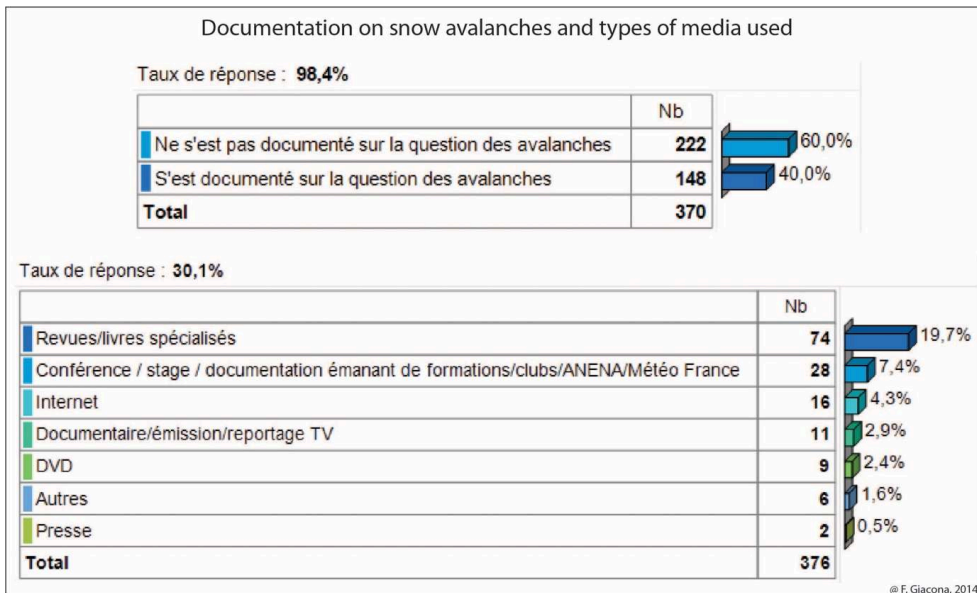 Documentation on snow avalanches and types of media used
Taux de réponse : 98,4%
Nb
Ne s'est pas documenté sur la question des avalanches 222 60,0%
S'est documenté sur la question des avalanches 148 40,0%
Total 370
Taux de réponse : 30,1%
Nb
Revues/livres spécialisés 74 19,7%
Conférence / stage / documentation émanant de formations/clubs/ANENA/Météo France 28 7,4%
Internet 16 4,3%
Documentaire/émission/reportage TV 11 2,9%
DVD 9 2,4%
Autres 6 1,6%
Presse 2 0,5%
Total 376
@ F. Giacona, 2014